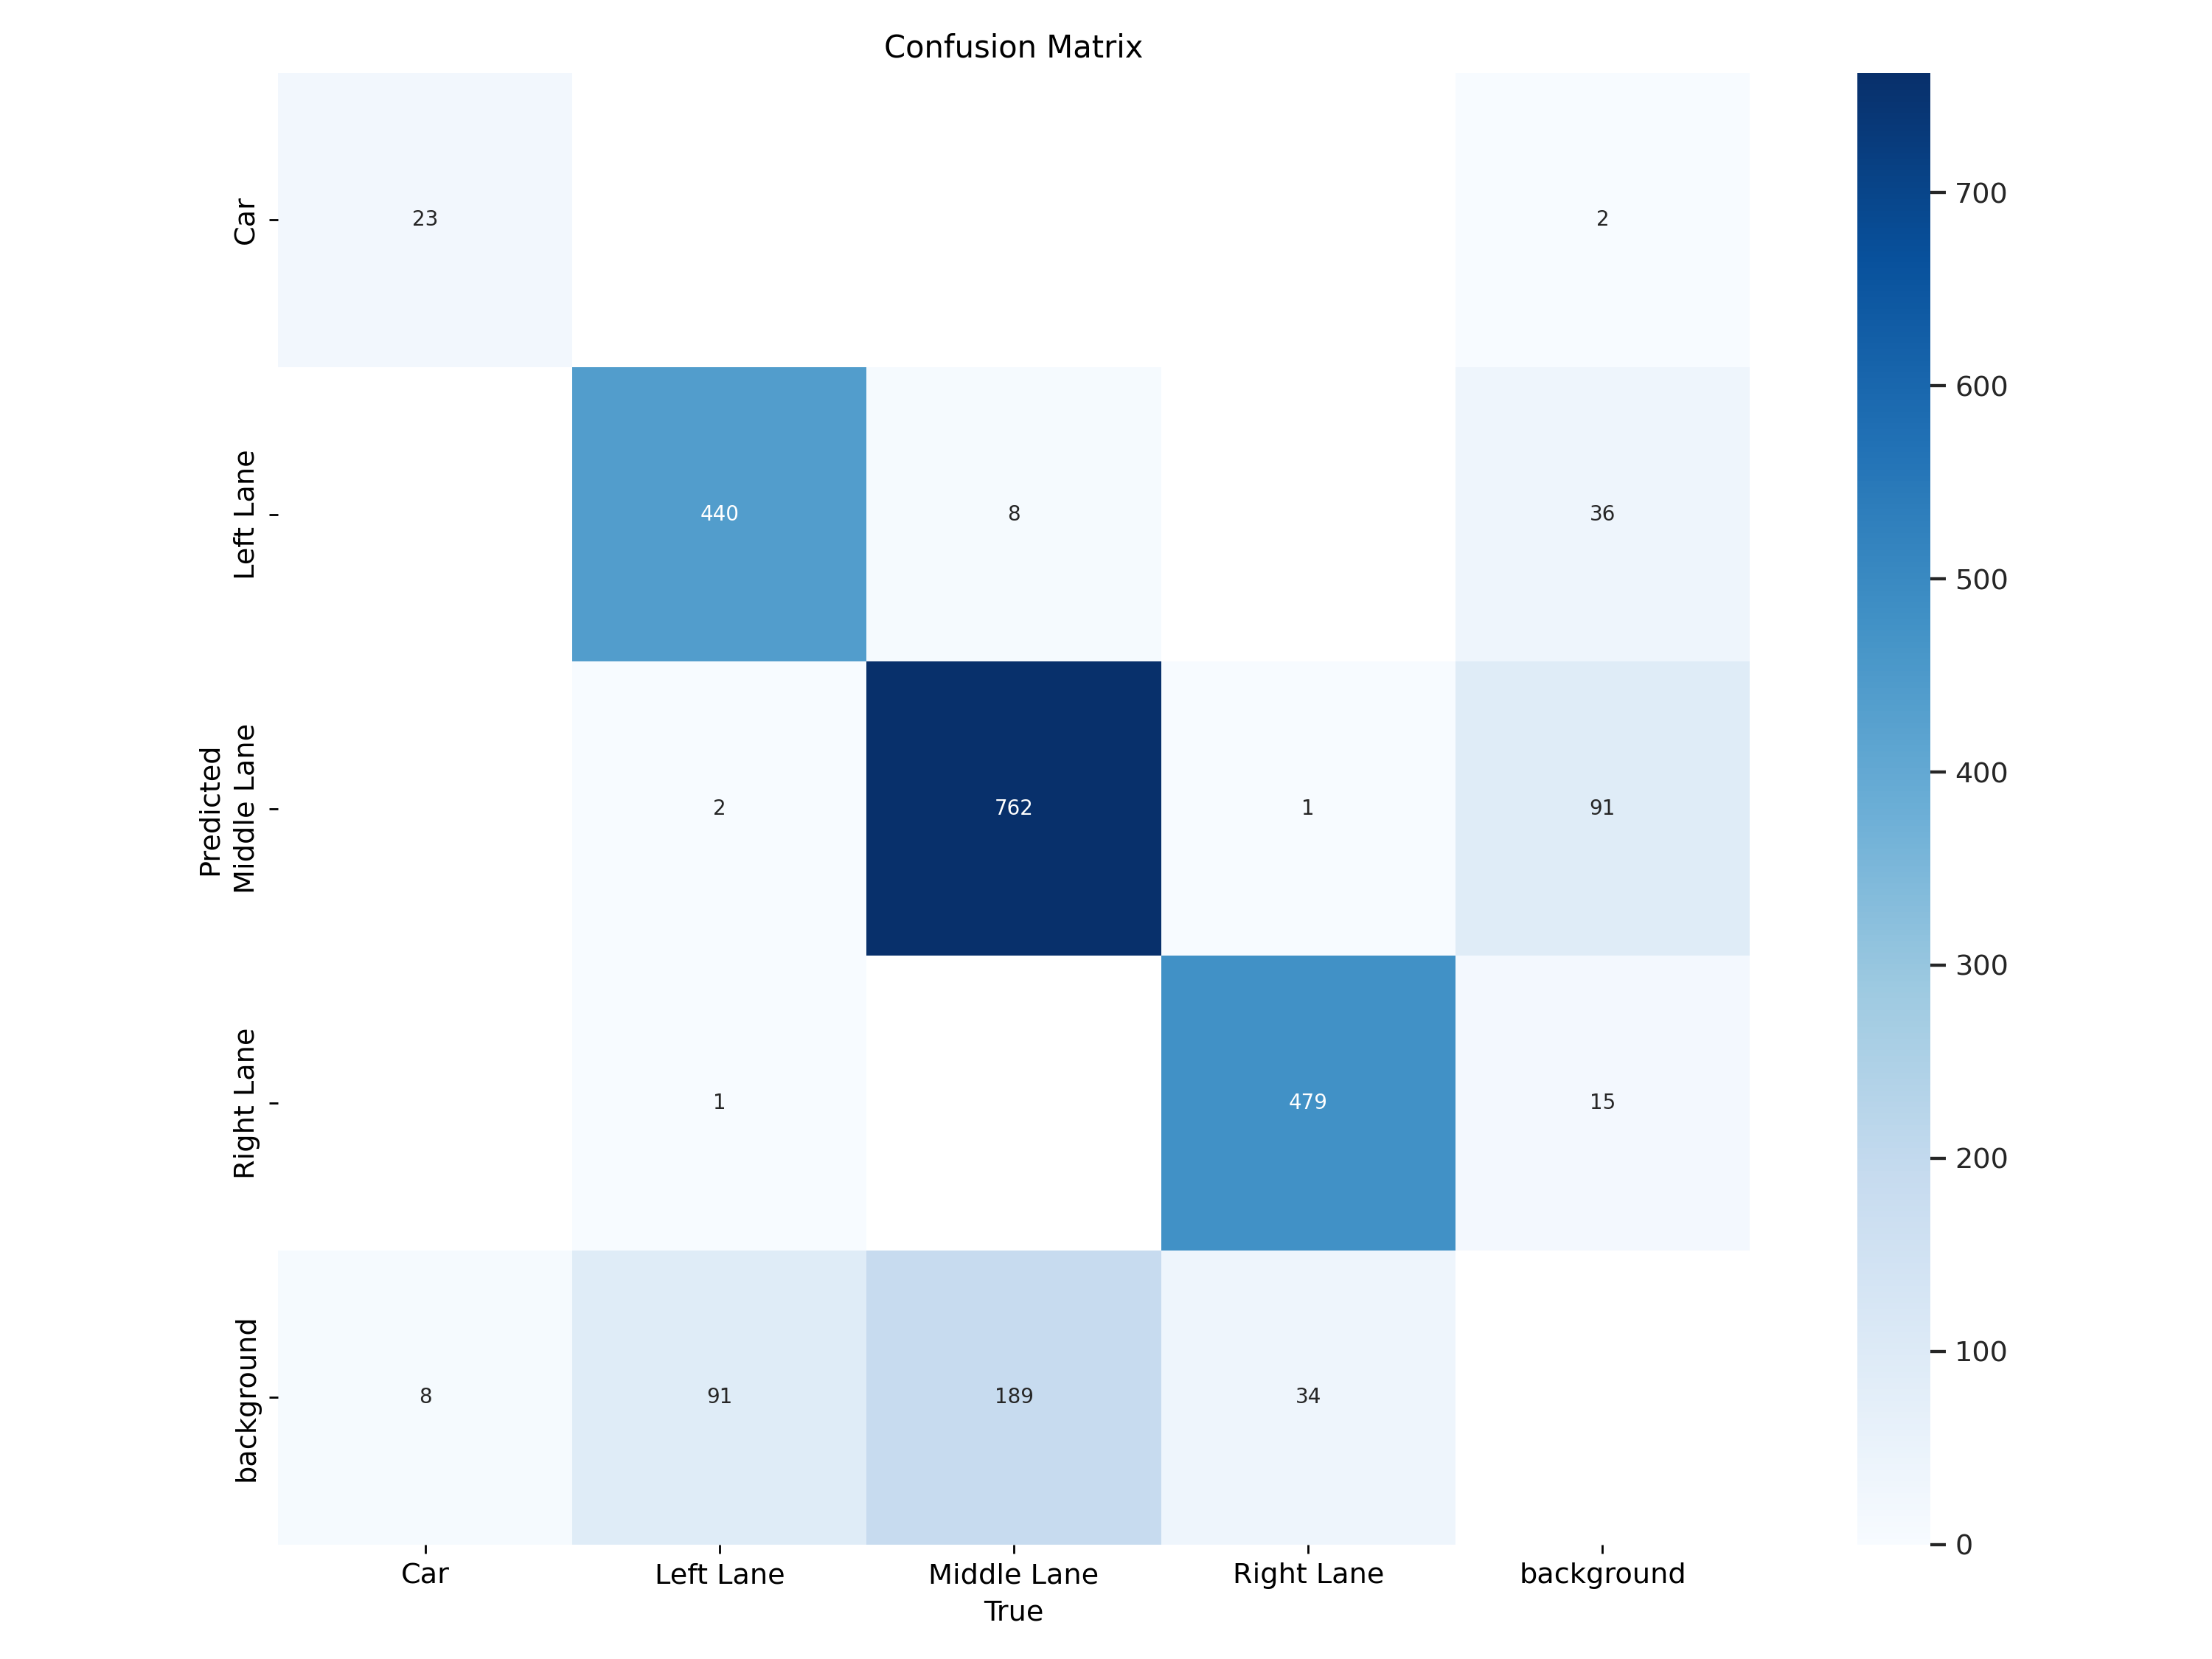 Confusion Matrix
Car
23
2
700
600
Left Lane
440
8
36
500
400
Predicted
Middle Lane
2
762
1
91
300
Right Lane
1
479
15
200
100
background
8
91
189
34
0
Car
Left Lane
Middle Lane
Right Lane
background
True